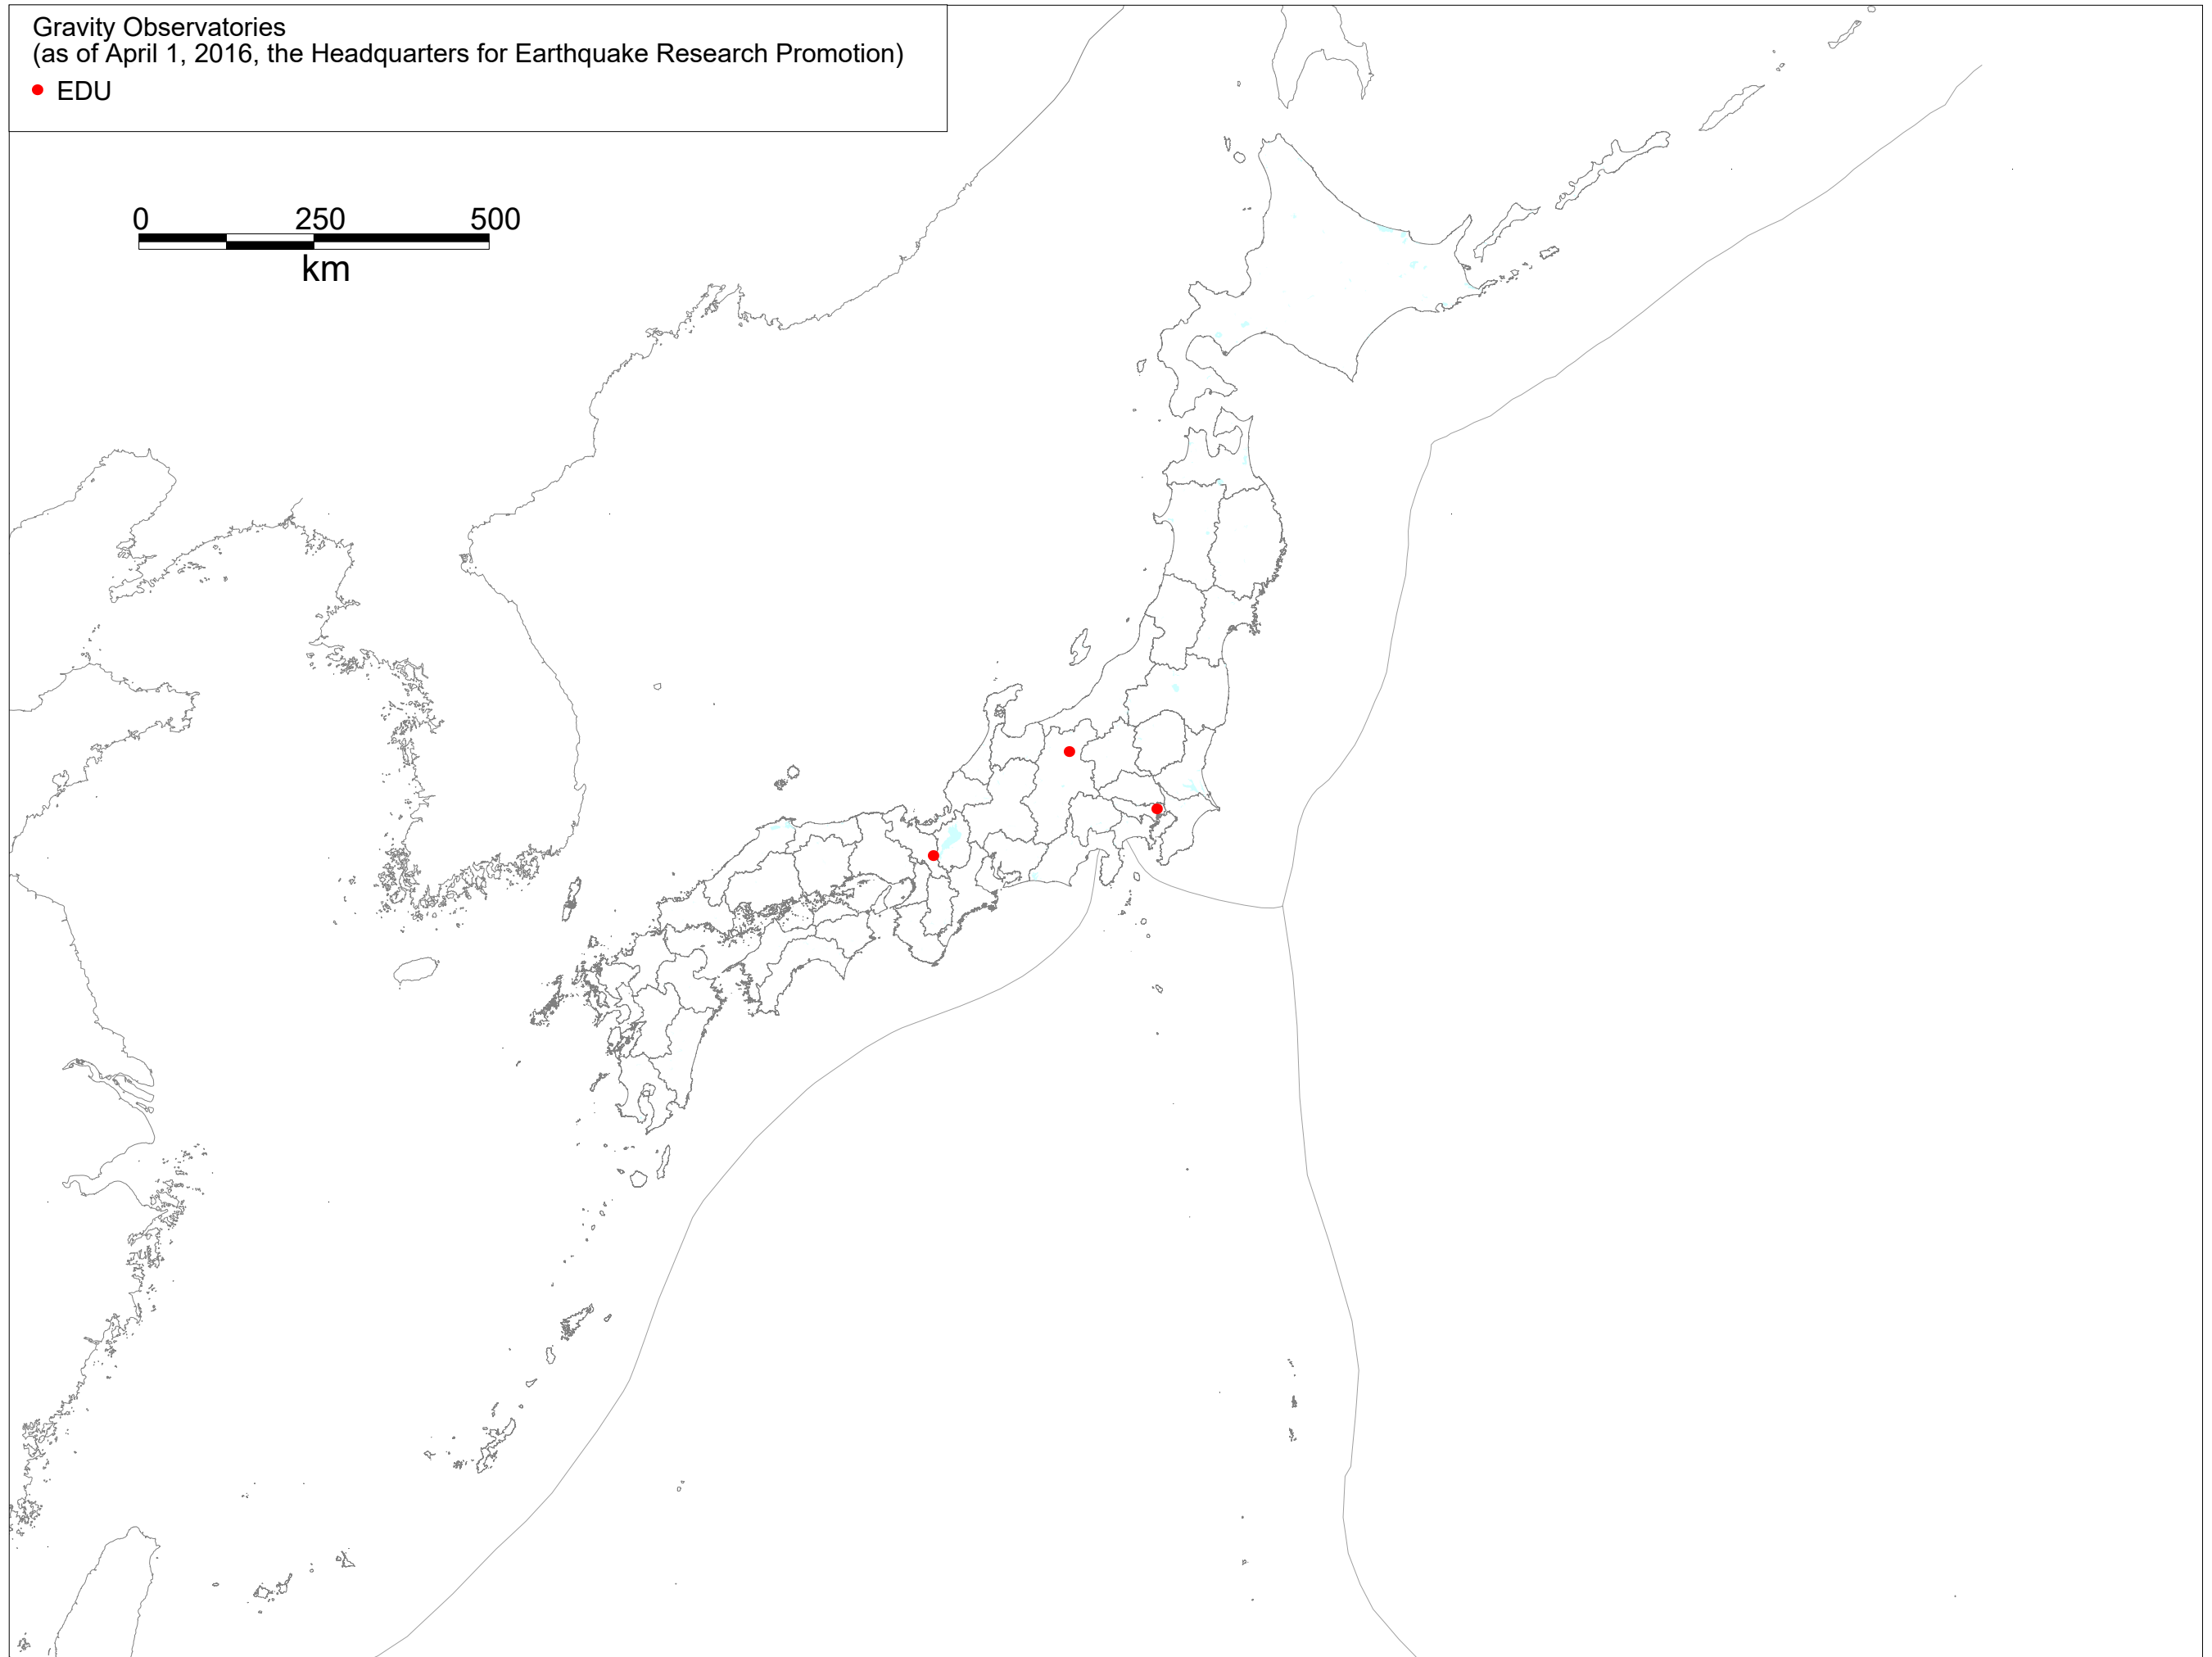 Gravity Observatories
(as of April 1, 2016, the Headquarters for Earthquake Research Promotion)
EDU
0 250 500
km